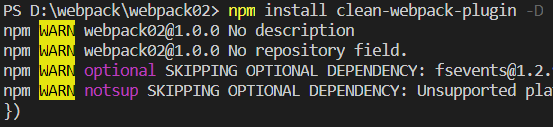 PS D:\webpack\webpack02> npm install clean-webpack-plugin -D
npm WARN webpack02@1.0.0 No description
npm WARN webpack02@1.0.0 No repository field.
npm WARN optional SKIPPING OPTIONAL DEPENDENCY: fsevents@1.2.
npm WARN notsup SKIPPING OPTIONAL DEPENDENCY: Unsupported pla
})